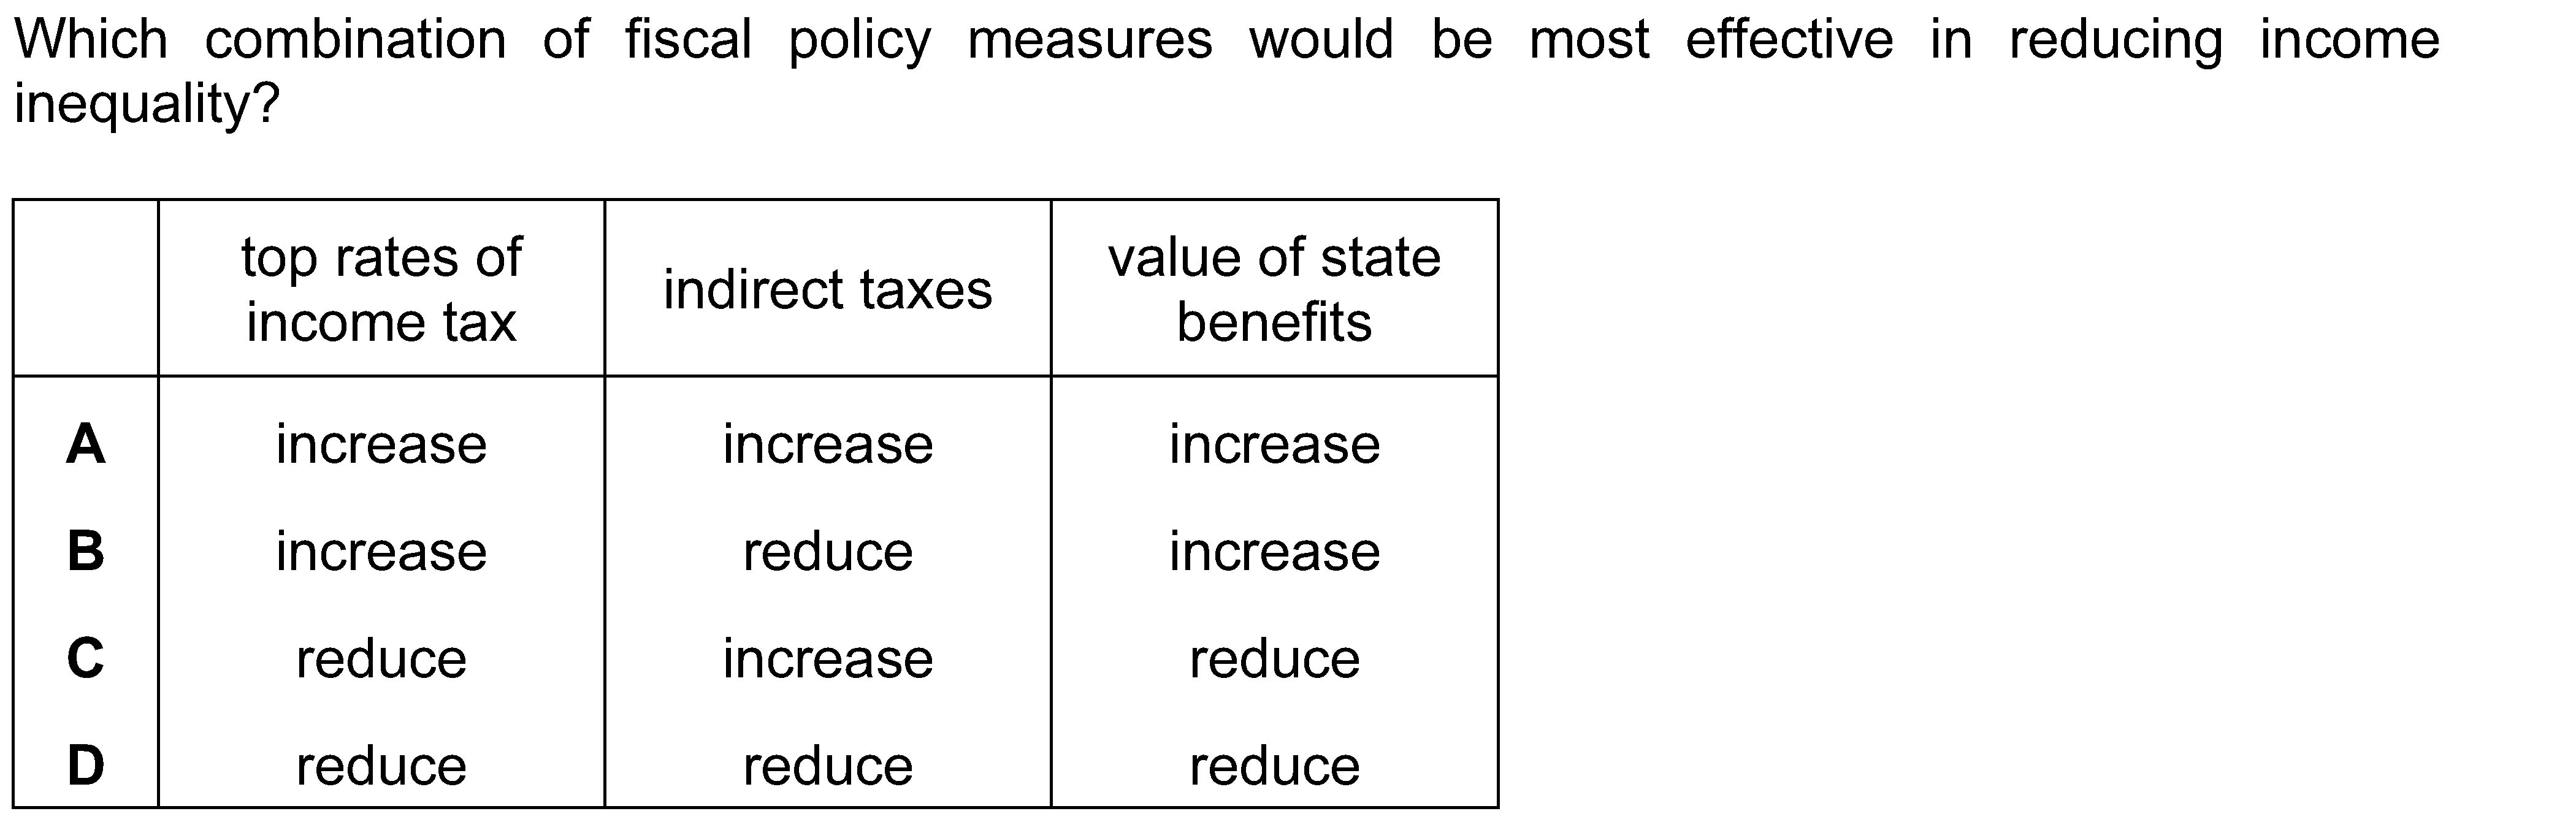 Which combination of fiscal policy measures would be most effective in reducing income
inequality?
top rates of
income tax
indirect taxes
value of state
benefits
A increase increase increase
B increase reduce increase
C reduce increase reduce
D reduce reduce reduce